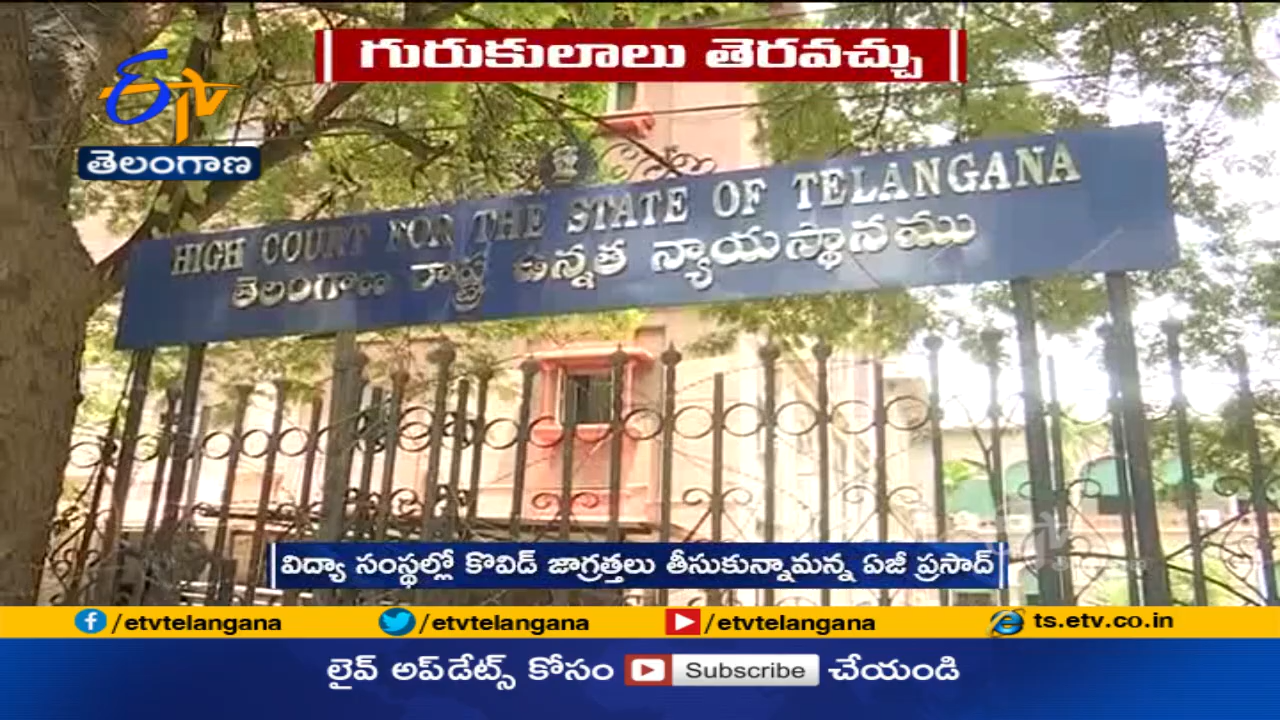 గురుకులాలు తెరవచ్చు
ETV
తెలంగాణ
HIGH COURT FOR THE STATE OF TELANGANA
తెలంగాణ రాష్ట్ర ఉన్నత న్యాయస్థానము
విద్యా సంస్థల్లో కొవిడ్ జాగ్రత్తలు తీసుకున్నామన్న ఏజీ ప్రసాద్
/etvtelangana /etvtelangana /etvtelangana ts.etv.co.in
లైవ్ అప్‌డేట్స్ కోసం Subscribe చేయండి